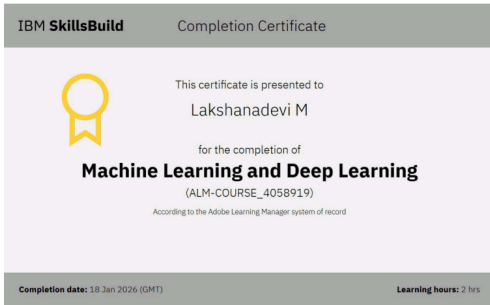 IBM SkillsBuild Completion Certificate
This certificate is presented to
Lakshanadevi M
for the completion of
Machine Learning and Deep Learning
(ALM-COURSE_4058919)
According to the Adobe Learning Manager system of record
Completion date: 18 Jan 2026 (GMT) Learning hours: 2 hrs